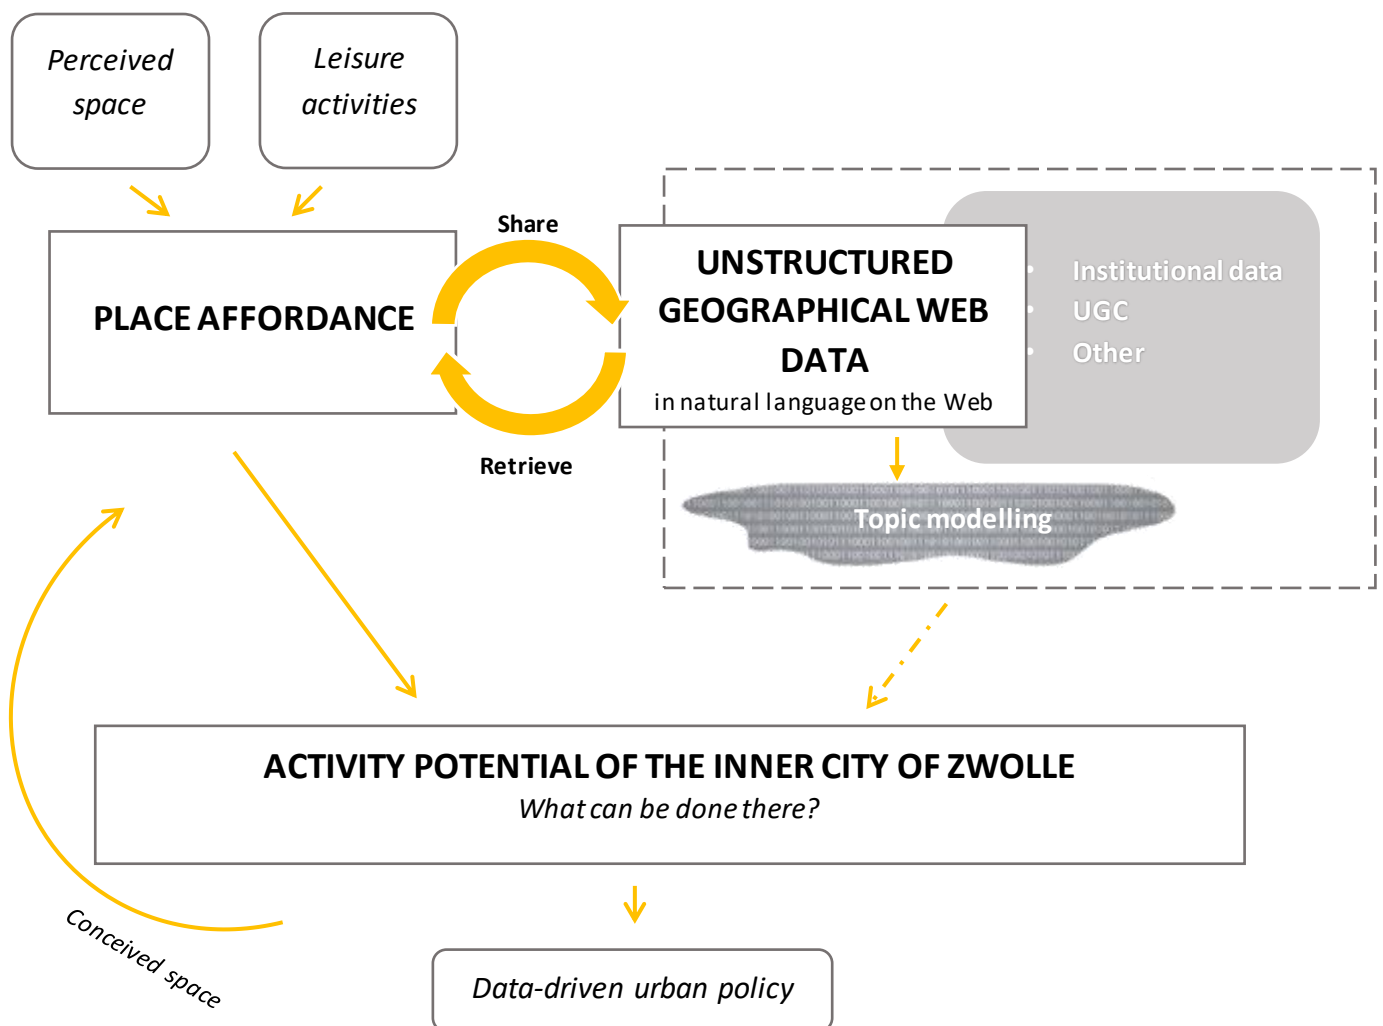 Perceived
space
Leisure
activities
Share
PLACE AFFORDANCE
UNSTRUCTURED
GEOGRAPHICAL WEB
DATA
in natural language on the Web
• Institutional data
• UGC
• Other
Retrieve
Topic modelling
ACTIVITY POTENTIAL OF THE INNER CITY OF ZWOLLE
What can be done there?
Conceived space
Data-driven urban policy